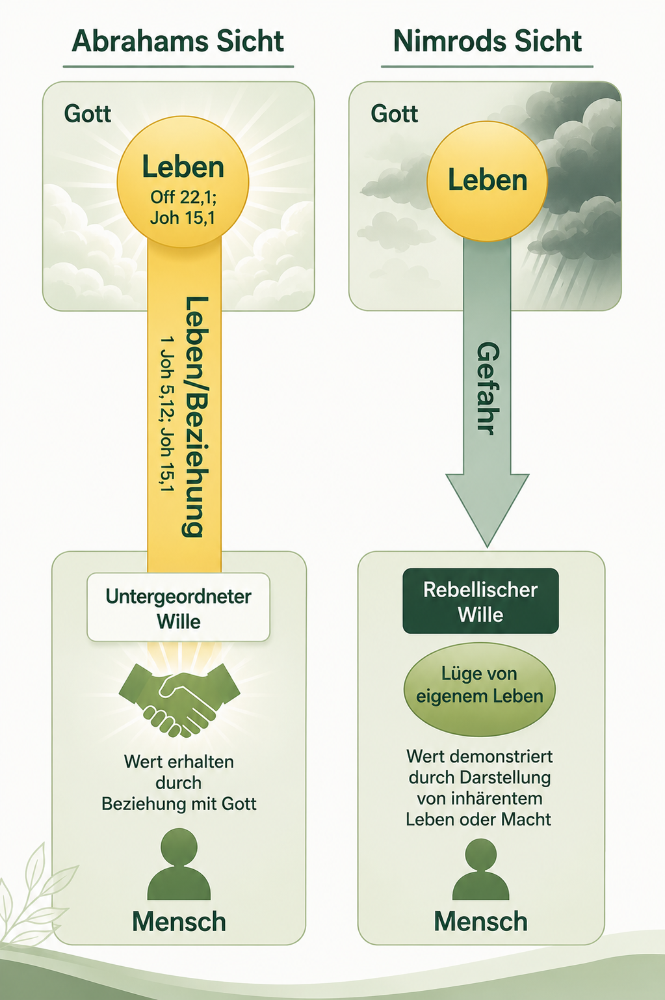 Abrahams Sicht
Gott
Leben
Off 22,1;
Joh 15,1
Leben/Beziehung
1 Joh 5,12; Joh 15,1
Untergeordneter
Wille
Wert erhalten
durch
Beziehung mit Gott
Mensch
Nimrods Sicht
Gott
Leben
Gefahr
Rebellischer
Wille
Lüge von
eigenem Leben
Wert demonstriert
durch Darstellung
von inhärentem
Leben oder Macht
Mensch